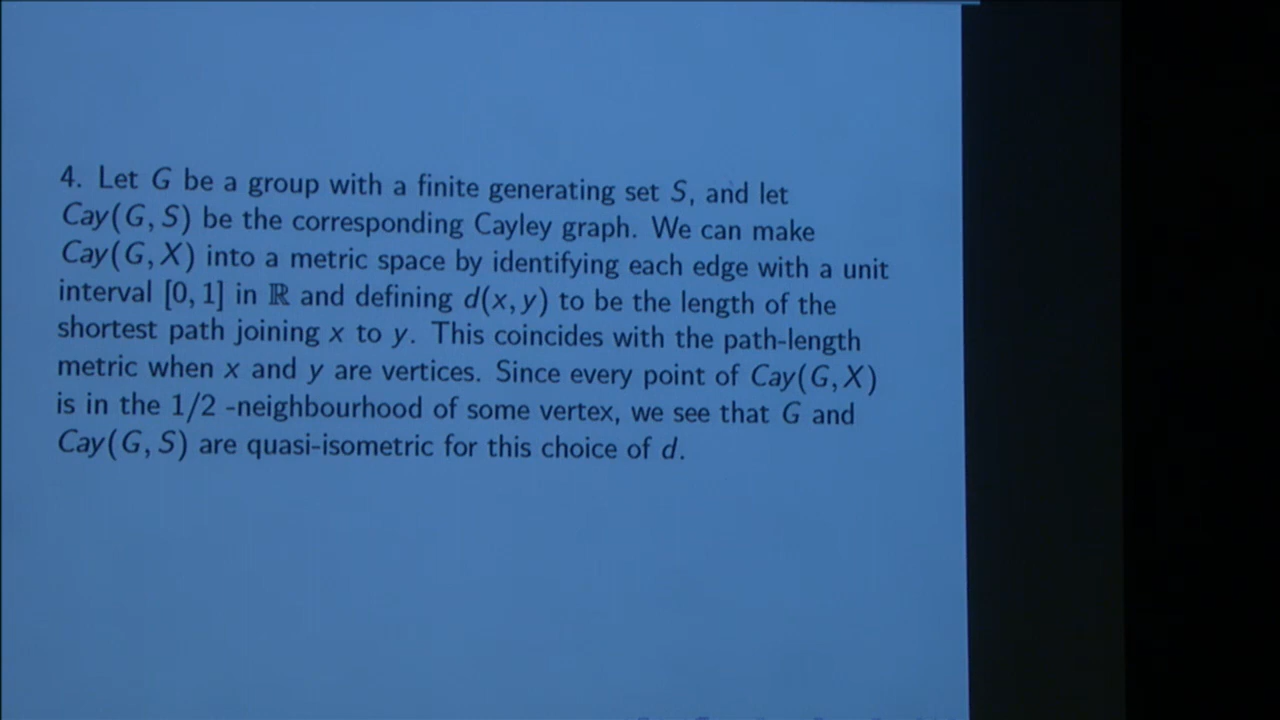 4. Let G be a group with a finite generating set S, and let
Cay(G, S) be the corresponding Cayley graph. We can make
Cay(G, X) into a metric space by identifying each edge with a unit
interval [0, 1] in ℝ and defining d(x, y) to be the length of the
shortest path joining x to y. This coincides with the path-length
metric when x and y are vertices. Since every point of Cay(G, X)
is in the 1/2 -neighbourhood of some vertex, we see that G and
Cay(G, S) are quasi-isometric for this choice of d.